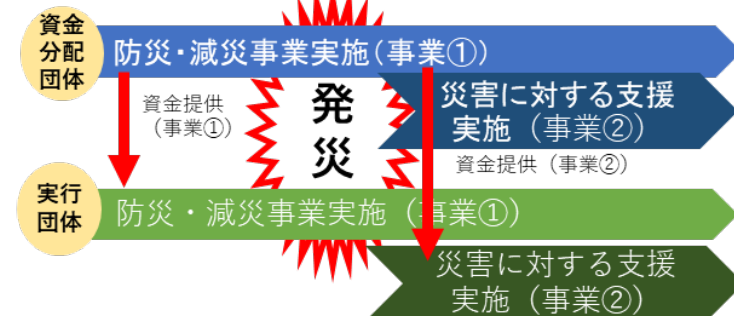 資金
分配
団体
防災・減災事業実施（事業①）
資金提供
（事業①）
発
災
災害に対する支援
実施（事業②）
資金提供（事業②）
実行
団体
防災・減災事業実施（事業①）
災害に対する支援
実施（事業②）